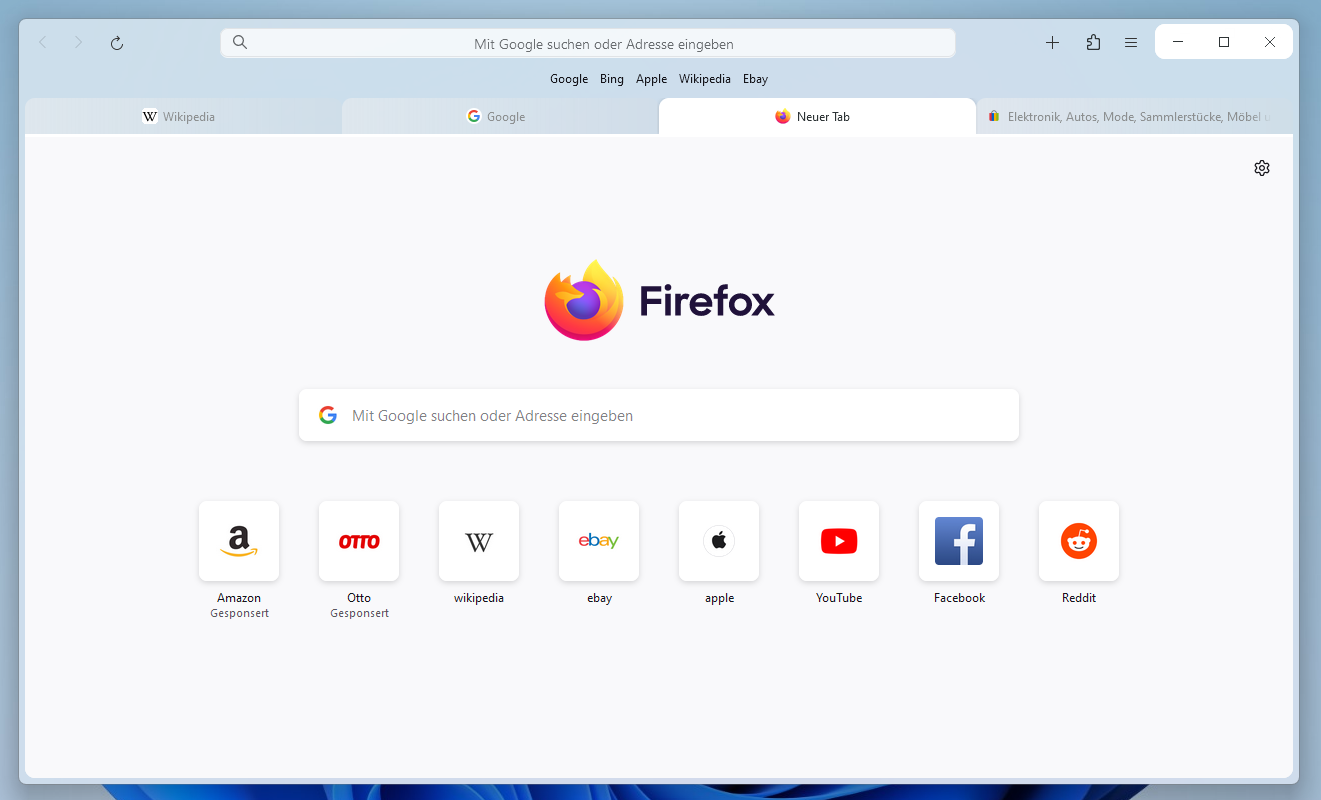 Mit Google suchen oder Adresse eingeben
Google Bing Apple Wikipedia Ebay
W Wikipedia G Google Neuer Tab Elektronik, Autos, Mode, Sammlerstücke, Möbel u
Firefox
G Mit Google suchen oder Adresse eingeben
a OTTO W ebay f
Amazon Otto wikipedia ebay apple YouTube Facebook Reddit
Gesponsert Gesponsert